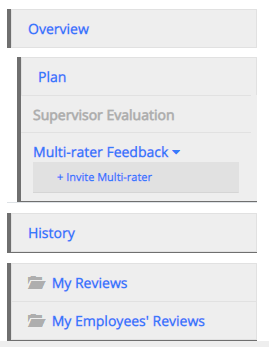 Overview
Plan
Supervisor Evaluation
Multi-rater Feedback
+ Invite Multi-rater
History
My Reviews
My Employees' Reviews